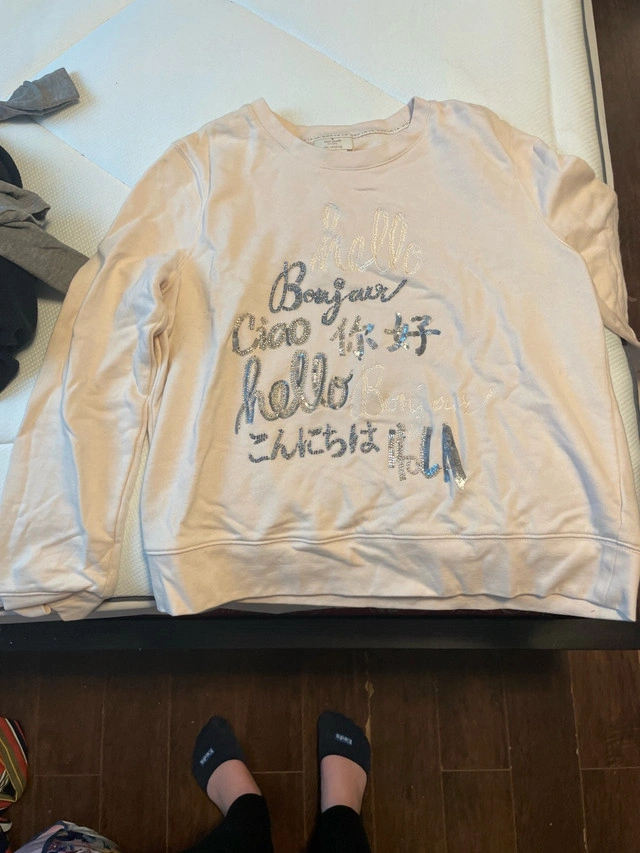 hello
Bonjour
Ciao 你好
hello Bonjour
こんにちは HOLA